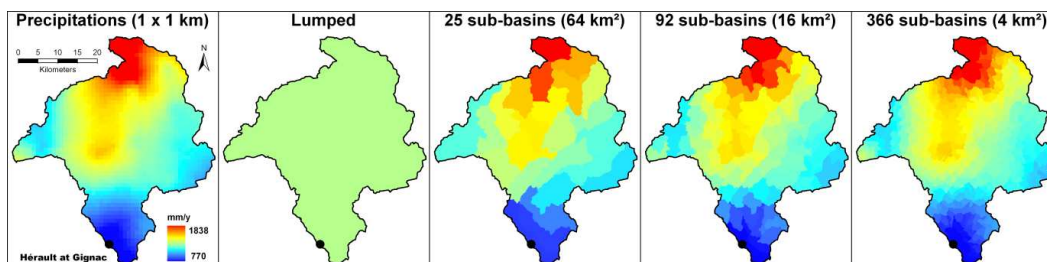 Precipitations (1 x 1 km)
Lumped
25 sub-basins (64 km²)
92 sub-basins (16 km²)
366 sub-basins (4 km²)
0 5 10 15 20
Kilometers
N
mm/y
1838
770
Hérault at Gignac